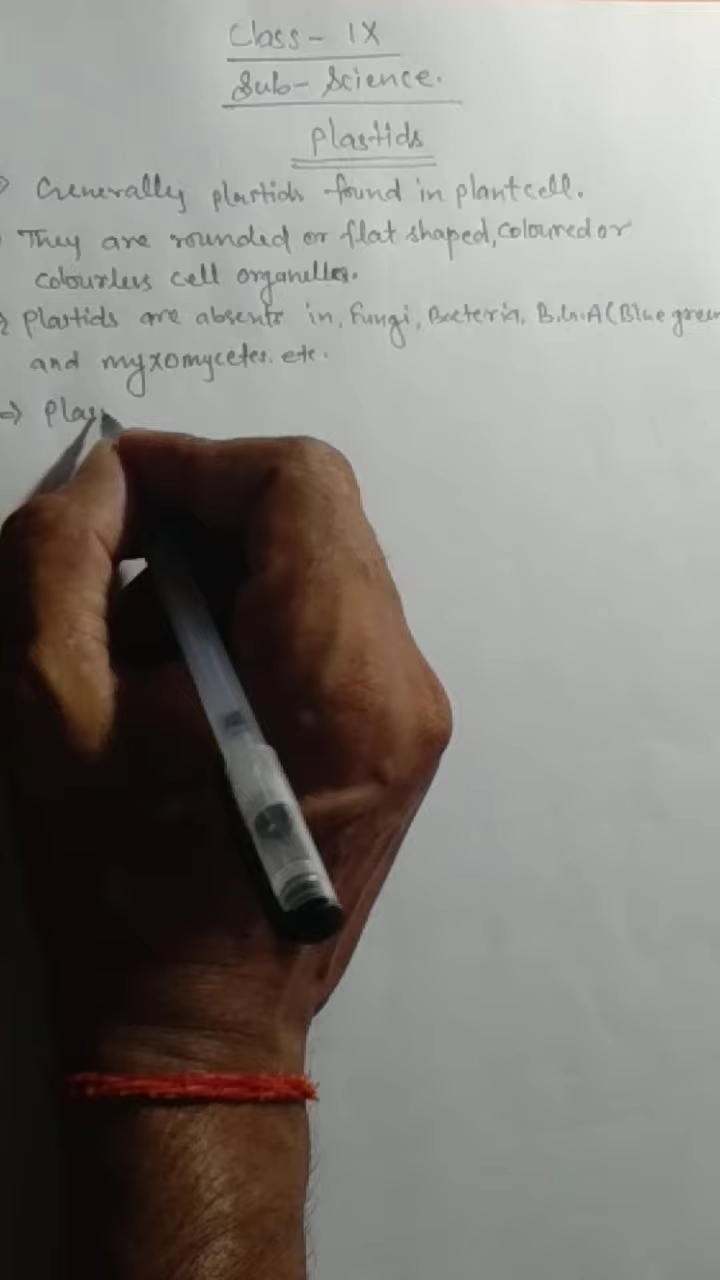 Class - IX
Sub - Science.
Plastids
Generally plastids found in plant cell.
They are rounded or flat shaped, coloured or
colourless cell organelles.
Plastids are absents in, Fungi, Bacteria, B.G.A (Blue green
and myxomycetes. etc.
⇒ Plas